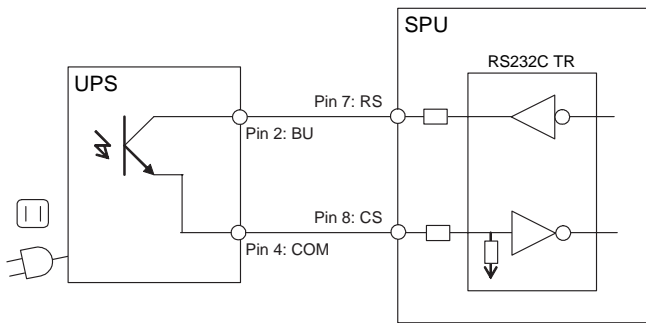 SPU
RS232C TR
UPS
Pin 7: RS
Pin 2: BU
Pin 8: CS
Pin 4: COM